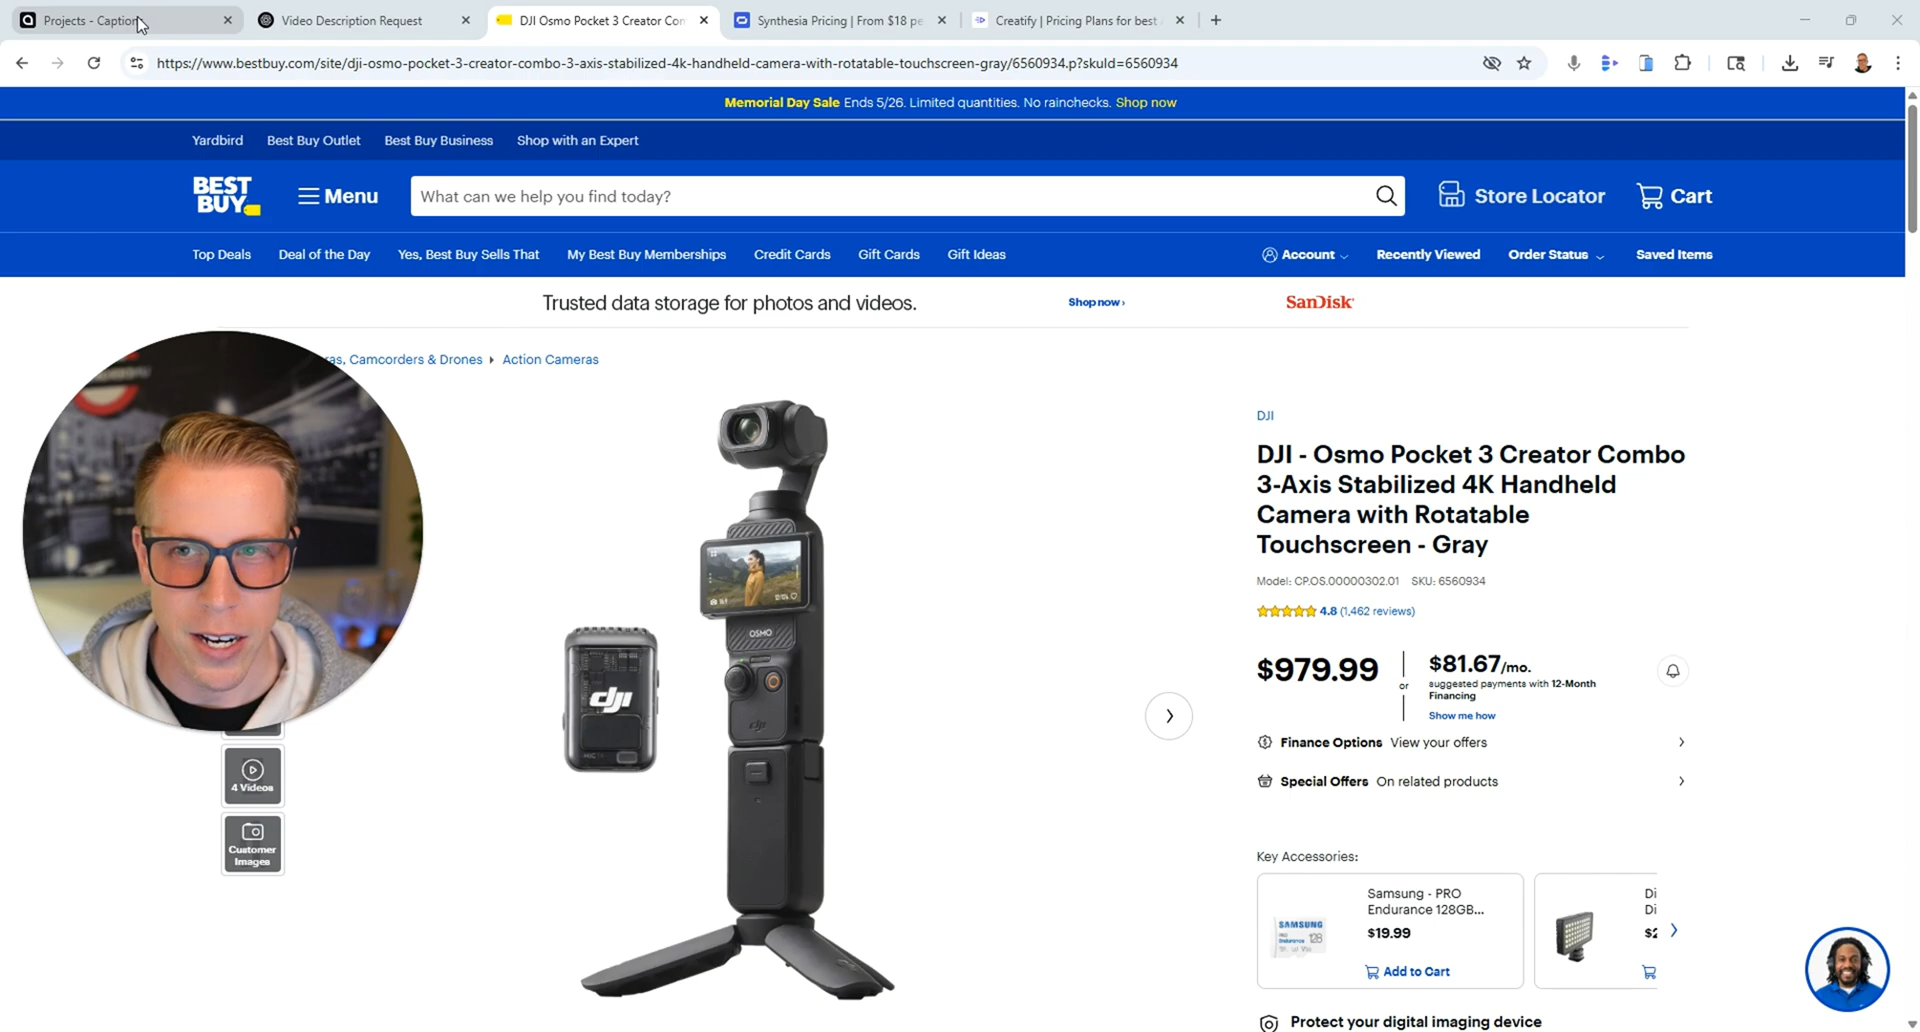 Projects - Caption
Video Description Request
DJI Osmo Pocket 3 Creator Con
Synthesia Pricing | From $18 pe
Creatify | Pricing Plans for best
https://www.bestbuy.com/site/dji-osmo-pocket-3-creator-combo-3-axis-stabilized-4k-handheld-camera-with-rotatable-touchscreen-gray/6560934.p?skuId=6560934
Memorial Day Sale Ends 5/26. Limited quantities. No rainchecks. Shop now
Yardbird Best Buy Outlet Best Buy Business Shop with an Expert
BEST BUY
Menu
What can we help you find today?
Store Locator
Cart
Top Deals Deal of the Day Yes, Best Buy Sells That My Best Buy Memberships Credit Cards Gift Cards Gift Ideas Account Recently Viewed Order Status Saved Items
Trusted data storage for photos and videos. Shop now › SanDisk
ras, Camcorders & Drones Action Cameras
DJI
DJI - Osmo Pocket 3 Creator Combo
3-Axis Stabilized 4K Handheld
Camera with Rotatable
Touchscreen - Gray
Model: CP.OS.00000302.01 SKU: 6560934
4.8 (1,462 reviews)
$979.99
or
$81.67/mo.
suggested payments with 12-Month
Financing
Show me how
Finance Options View your offers
Special Offers On related products
OSMO
dji
dji
4 Videos
Customer
Images
Key Accessories:
SAMSUNG
PRO
Endurance 128
Samsung - PRO
Endurance 128GB...
$19.99
Add to Cart
Di
Di
$2
Protect your digital imaging device